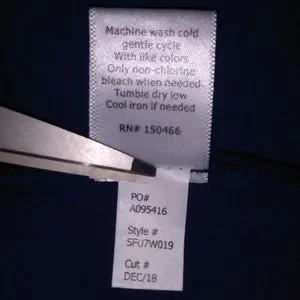 Machine wash cold
gentle cycle
With like colors
Only non-chlorine
bleach when needed
Tumble dry low
Cool iron if needed
RN# 150466
PO#
A095416
Style #
SFU7W019
Cut #
DEC/18